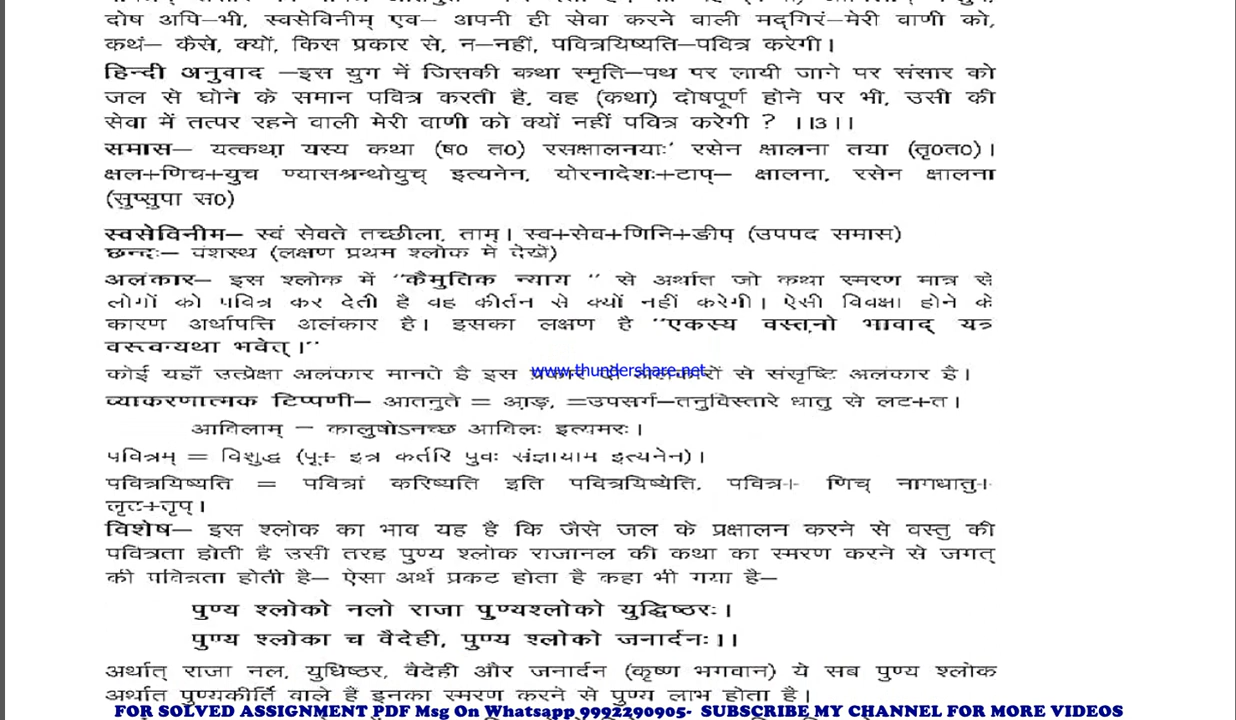 दोष अपि–भी, स्वसेविनीम् एव– अपनी ही सेवा करने वाली मद्गिरं–मेरी वाणी को,
कथं– कैसे, क्यों, किस प्रकार से, न–नहीं, पवित्रयिष्यति–पवित्र करेगी।
हिन्दी अनुवाद –इस युग में जिसकी कथा स्मृति–पथ पर लायी जाने पर संसार को
जल से घोने के समान पवित्र करती है, वह (कथा) दोषपूर्ण होने पर भी, उसी की
सेवा में तत्पर रहने वाली मेरी वाणी को क्यों नहीं पवित्र करेगी ? ।।3।।
समास– यत्कथा़ यस्य कथा (ष0 त0) रसक्षालनयाः' रसेन क्षालना तया (तृ0त0)।
क्षल+णिच+युच ण्यासश्रन्थोयुच् इत्यनेन, योरनादेशः+टाप्– क्षालना, रसेन क्षालना
(सुप्सुपा स0)
स्वसेविनीम– स्वं सेवते तच्छीला, ताम्। स्व+सेव+णिनि+ङीप् (उपपद समास)
छन्दः– वंशस्थ (लक्षण प्रथम श्लोक में देखें)
अलंकार– इस श्लोक में ''कैमुतिक न्याय '' से अर्थात जो कथा स्मरण मात्र से
लोगों को पवित्र कर देती है वह कीर्तन से क्यों नहीं करेगी। ऐसी विवक्षा होने के
कारण अर्थापत्ति अलंकार है। इसका लक्षण है ''एकस्य वस्तुनो भावाद् यत्र
वस्त्वन्यथा भवेत्।''
कोई यहाँ उत्प्रेक्षा अलंकार मानते है इस प्रकार दो अलंकारों से संसृष्टि अलंकार है।
www.thundershare.net
व्याकरणात्मक टिप्पणी– आतनुते = आङ़, =उपसर्ग–तनुविस्तारे धातु से लट+त।
आविलाम् – कालुषोऽनच्छ आविलः इत्यमरः।
पवित्रम् = विशुद्ध (पू+ इत्र कर्तरि पुवः संज्ञायाम इत्यनेन)।
पवित्रयिष्यति = पवित्रां करिष्यति इति पवित्रयिष्येति, पवित्र+ णिच् नागधातु+
लृट+तृप्।
विशेष– इस श्लोक का भाव यह है कि जैसे जल के प्रक्षालन करने से वस्तु की
पवित्रता होती है उसी तरह पुण्य श्लोक राजानल की कथा का स्मरण करने से जगत्
की पवित्रता होती है– ऐसा अर्थ प्रकट होता है कहा भी गया है–
पुण्य श्लोको नलो राजा पुण्यश्लोको युद्धिष्ठरः।
पुण्य श्लोका च वैदेही, पुण्य श्लोको जनार्दनः।।
अर्थात् राजा नल, युधिष्ठर, वैदेही और जनार्दन (कृष्ण भगवान) ये सब पुण्य श्लोक
अर्थात पुण्यकीर्ति वाले हैं इनका स्मरण करने से पुण्य लाभ होता है।
FOR SOLVED ASSIGNMENT PDF Msg On Whatsapp 9992290905- SUBSCRIBE MY CHANNEL FOR MORE VIDEOS